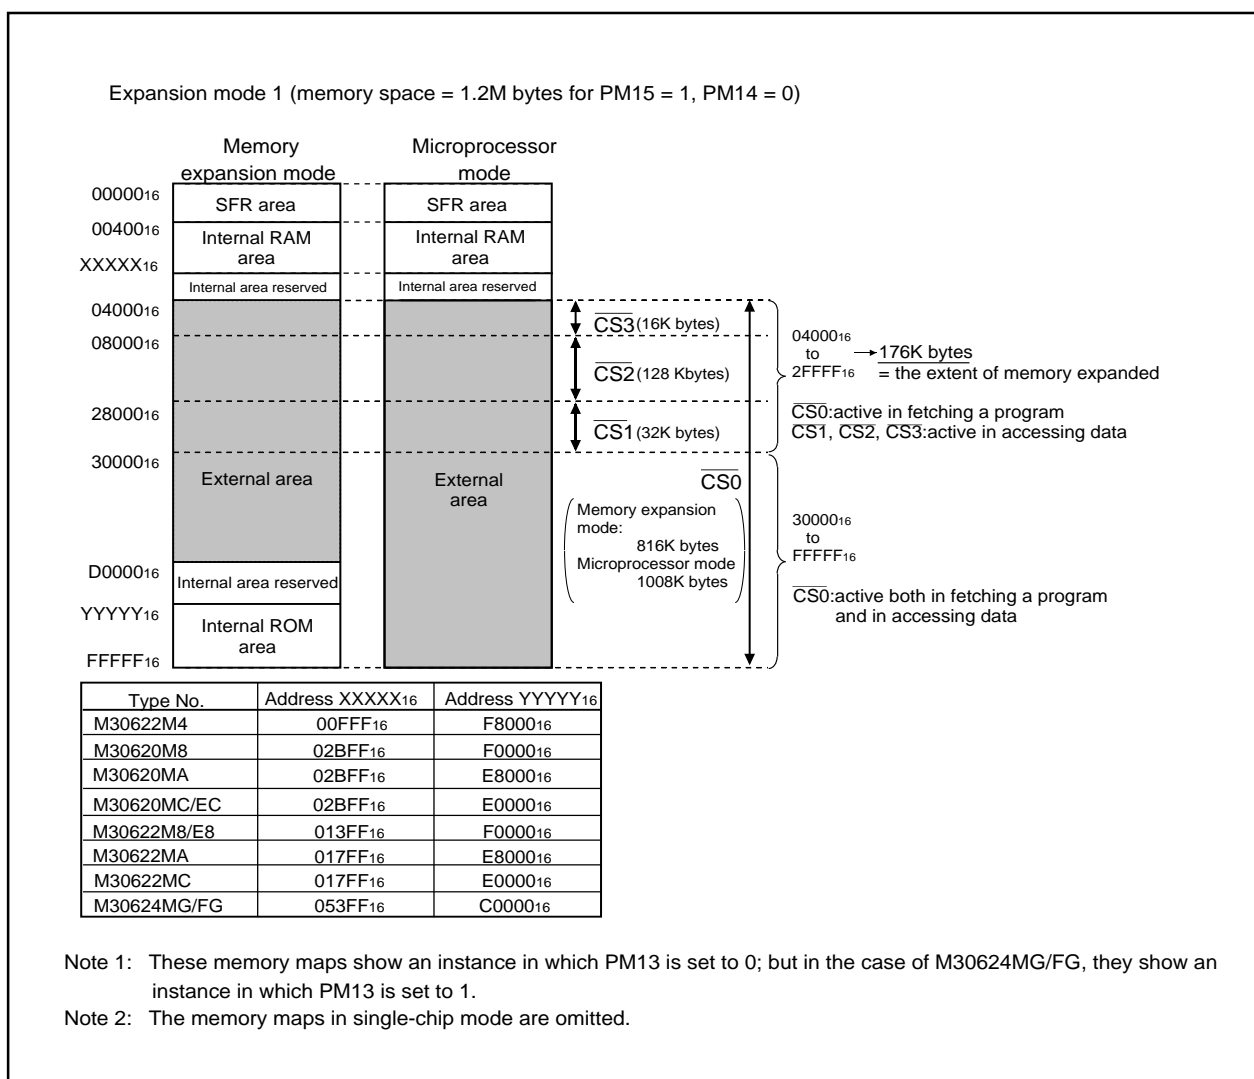 Expansion mode 1 (memory space = 1.2M bytes for PM15 = 1, PM14 = 0)
Memory
expansion mode
Microprocessor
mode
0000016
SFR area
SFR area
0040016
Internal RAM
area
Internal RAM
area
XXXXX16
Internal area reserved
Internal area reserved
0400016
CS3 (16K bytes)
0800016
CS2 (128 Kbytes)
2800016
CS1 (32K bytes)
3000016
0400016
to
2FFFF16
176K bytes
= the extent of memory expanded
CS0:active in fetching a program
CS1, CS2, CS3:active in accessing data
External area
External
area
CS0
Memory expansion
mode:
816K bytes
Microprocessor mode
1008K bytes
3000016
to
FFFFF16
CS0:active both in fetching a program
and in accessing data
D000016
Internal area reserved
YYYYY16
Internal ROM
area
FFFFF16
Type No. Address XXXXX16 Address YYYYY16
M30622M4 00FFF16 F800016
M30620M8 02BFF16 F000016
M30620MA 02BFF16 E800016
M30620MC/EC 02BFF16 E000016
M30622M8/E8 013FF16 F000016
M30622MA 017FF16 E800016
M30622MC 017FF16 E000016
M30624MG/FG 053FF16 C000016
Note 1: These memory maps show an instance in which PM13 is set to 0; but in the case of M30624MG/FG, they show an
instance in which PM13 is set to 1.
Note 2: The memory maps in single-chip mode are omitted.